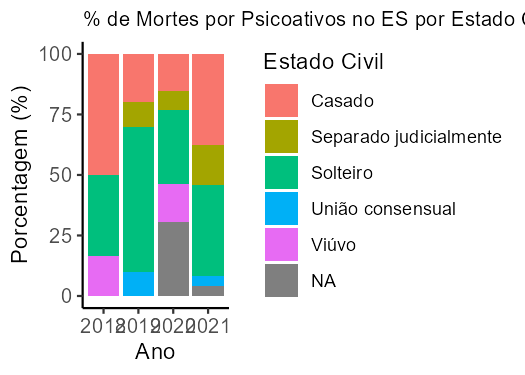 % de Mortes por Psicoativos no ES por Estado
100
75
50
25
0
Porcentagem (%)
2018 2019 2020 2021
Ano
Estado Civil
Casado
Separado judicialmente
Solteiro
União consensual
Viúvo
NA